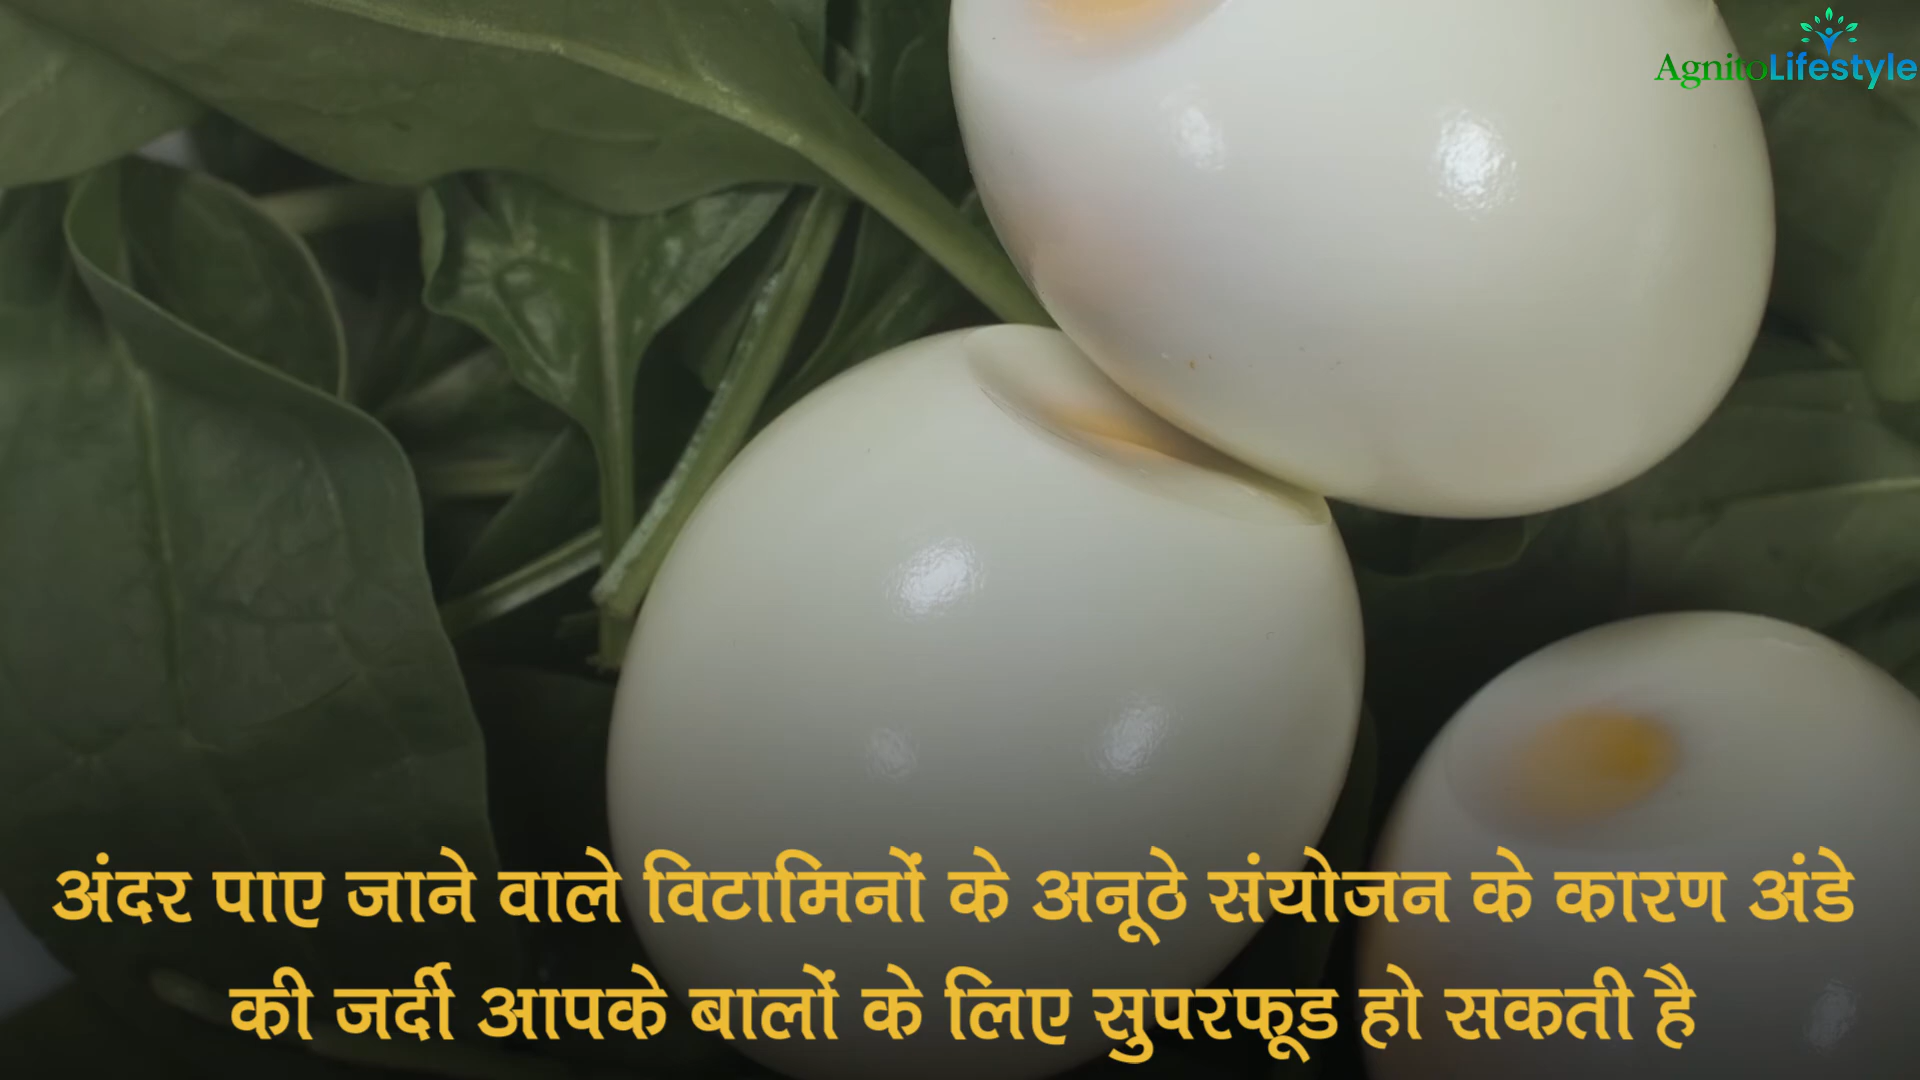 AgnitoLifestyle
अंदर पाए जाने वाले विटामिनों के अनूठे संयोजन के कारण अंडे
की जर्दी आपके बालों के लिए सुपरफूड हो सकती है